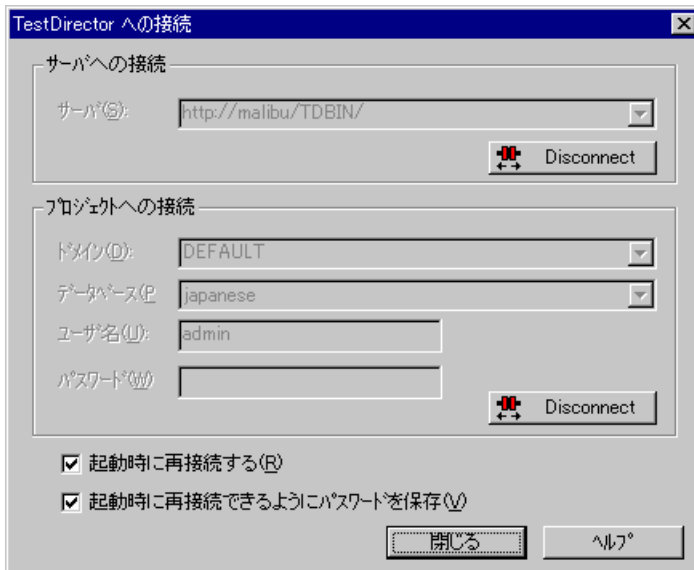 TestDirector への接続
サーバへの接続
サーバ(S):
http://malibu/TDBIN/
Disconnect
プロジェクトへの接続
ドメイン(D):
DEFAULT
データベース(P
japanese
ユーザ名(U):
admin
パスワード(W)
Disconnect
起動時に再接続する(R)
起動時に再接続できるようにパスワードを保存(V)
閉じる
ヘルプ